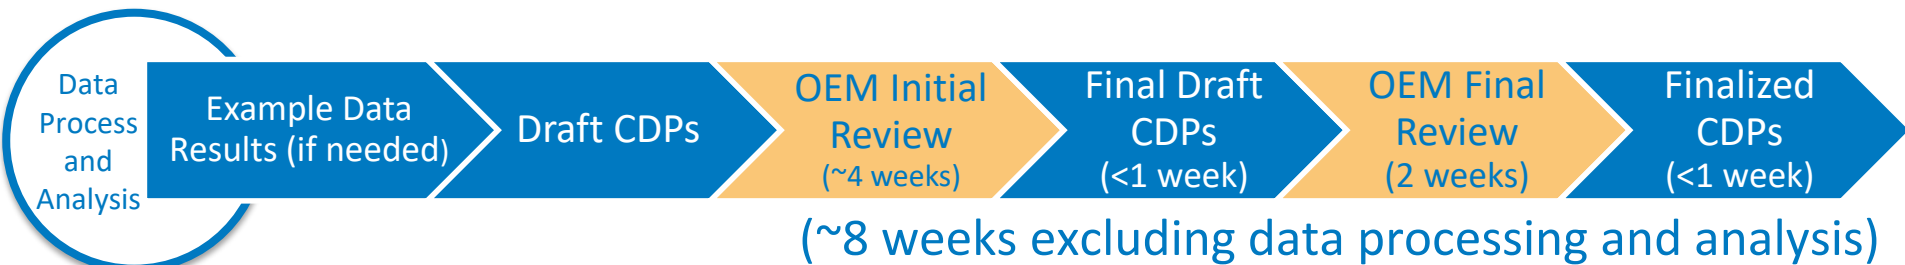 Data
Process
and
Analysis
Example Data
Results (if needed)
Draft CDPs
OEM Initial
Review
(~4 weeks)
Final Draft
CDPs
(<1 week)
OEM Final
Review
(2 weeks)
Finalized
CDPs
(<1 week)
(~8 weeks excluding data processing and analysis)